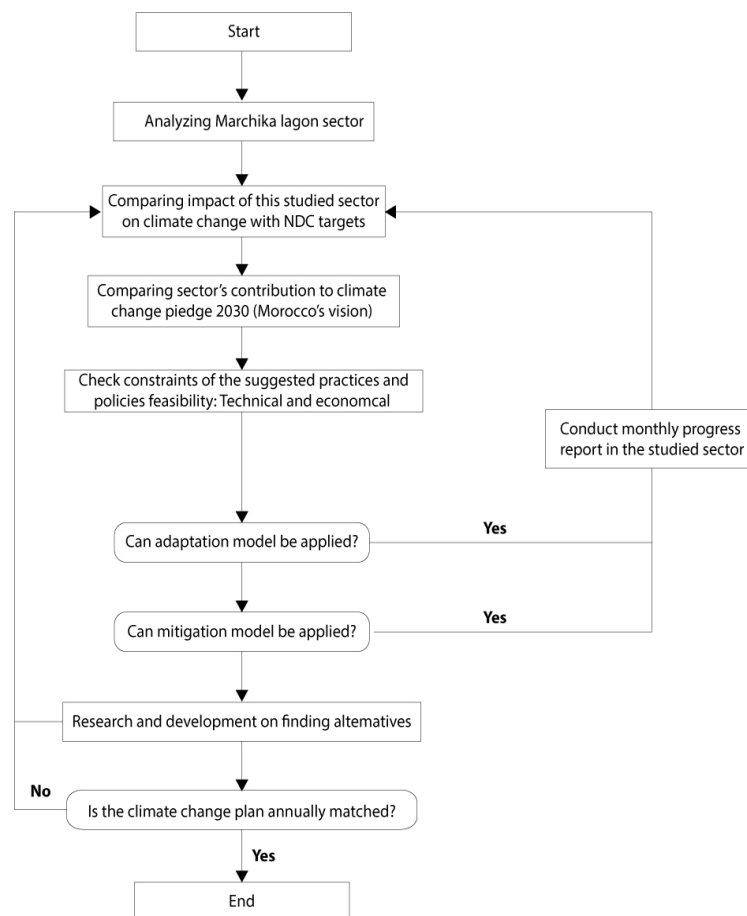 Start
Analyzing Marchika lagon sector
Comparing impact of this studied sector
on climate change with NDC targets
Comparing sector's contribution to climate
change piedge 2030 (Morocco's vision)
Check constraints of the suggested practices and
policies feasibility: Technical and economcal
Conduct monthly progress
report in the studied sector
Can adaptation model be applied?
Yes
Can mitigation model be applied?
Yes
Research and development on finding altematives
No
Is the climate change plan annually matched?
Yes
End